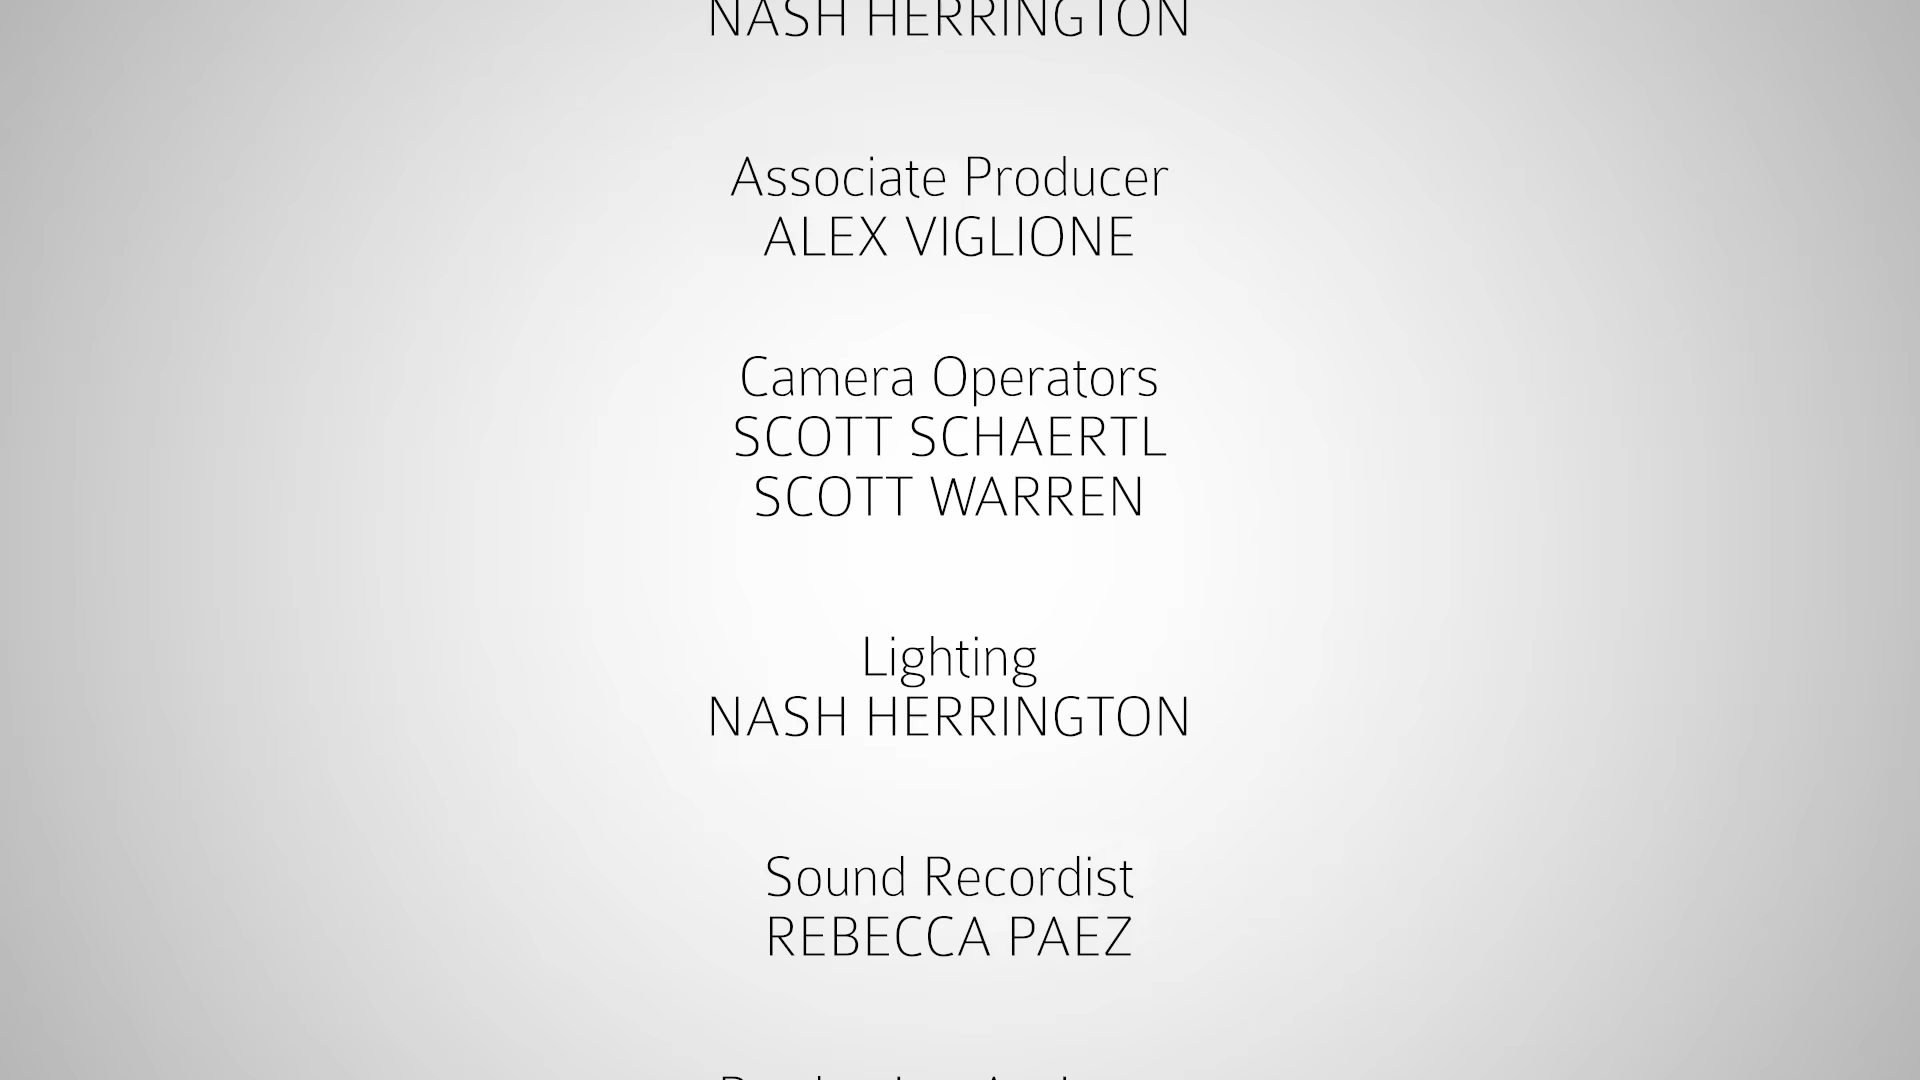 NASH HERRINGTON
Associate Producer
ALEX VIGLIONE
Camera Operators
SCOTT SCHAERTL
SCOTT WARREN
Lighting
NASH HERRINGTON
Sound Recordist
REBECCA PAEZ